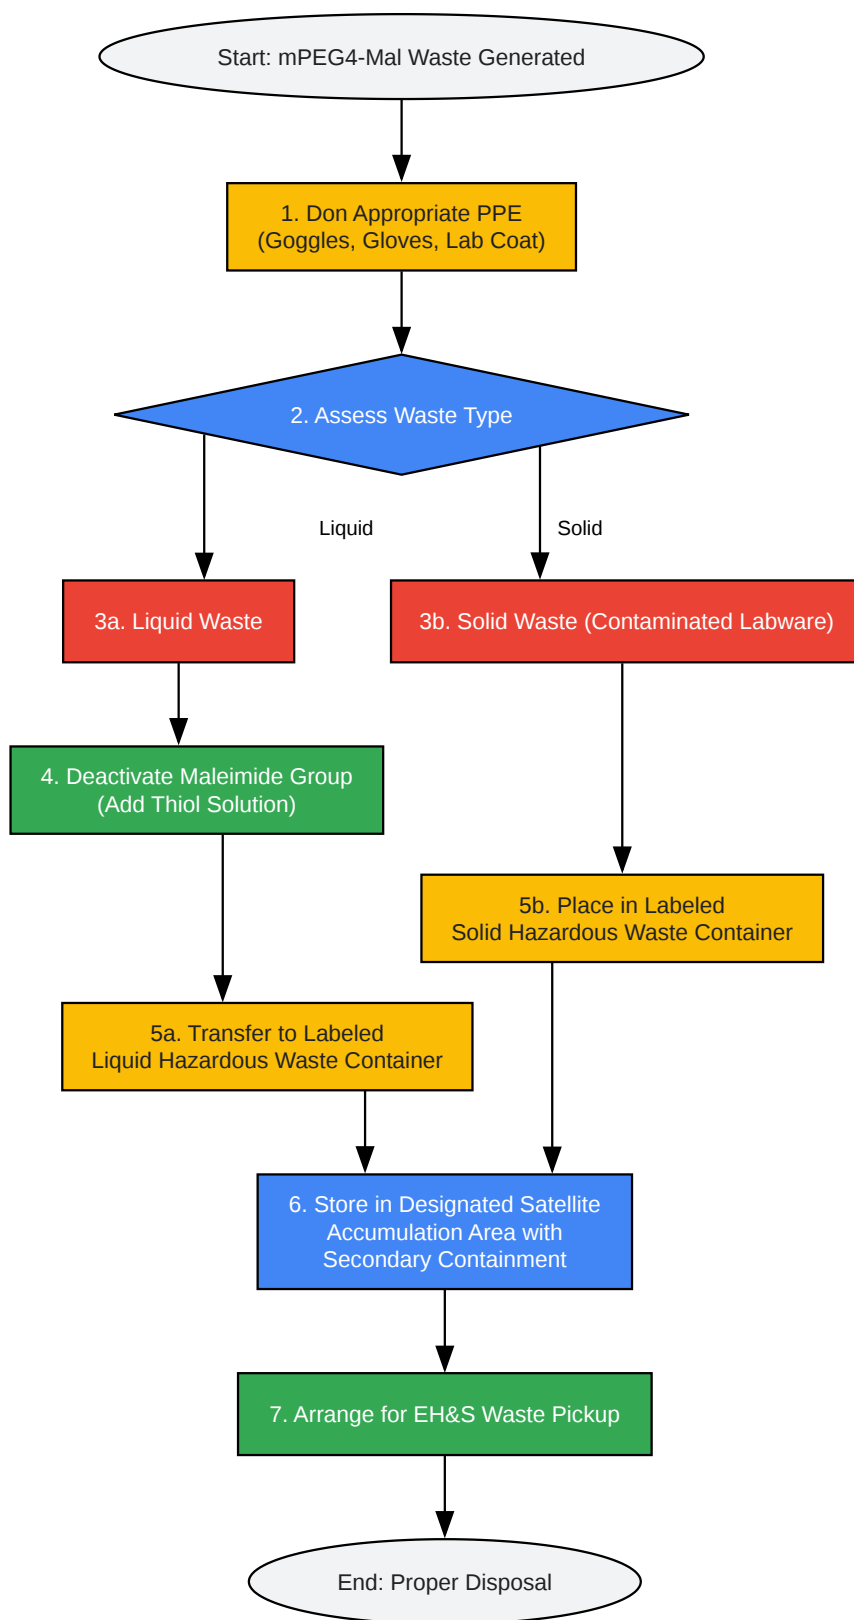 Start: mPEG4-Mal Waste Generated
1. Don Appropriate PPE
(Goggles, Gloves, Lab Coat)
2. Assess Waste Type
Liquid
Solid
3a. Liquid Waste
3b. Solid Waste (Contaminated Labware)
4. Deactivate Maleimide Group
(Add Thiol Solution)
5b. Place in Labeled
Solid Hazardous Waste Container
5a. Transfer to Labeled
Liquid Hazardous Waste Container
6. Store in Designated Satellite
Accumulation Area with
Secondary Containment
7. Arrange for EH&S Waste Pickup
End: Proper Disposal